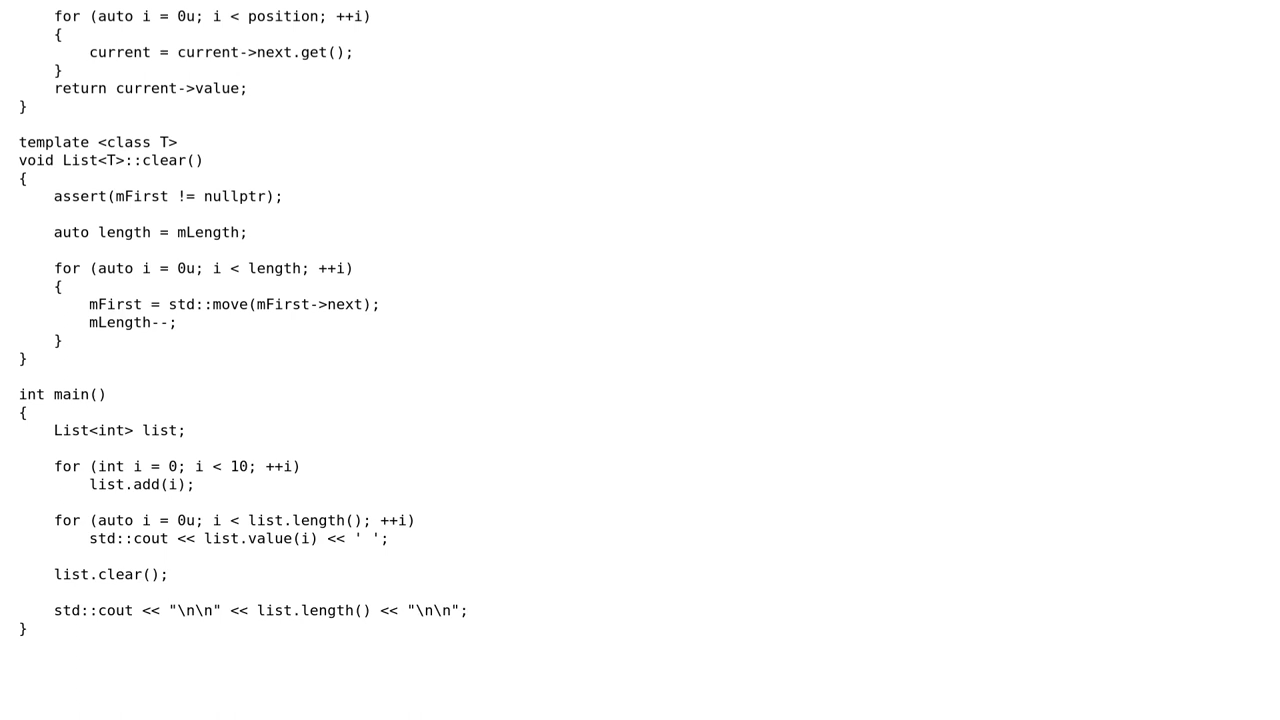 for (auto i = 0u; i < position; ++i)
    {
        current = current->next.get();
    }
    return current->value;
}

template <class T>
void List<T>::clear()
{
    assert(mFirst != nullptr);

    auto length = mLength;

    for (auto i = 0u; i < length; ++i)
    {
        mFirst = std::move(mFirst->next);
        mLength--;
    }
}

int main()
{
    List<int> list;

    for (int i = 0; i < 10; ++i)
        list.add(i);

    for (auto i = 0u; i < list.length(); ++i)
        std::cout << list.value(i) << ' ';

    list.clear();

    std::cout << "\n\n" << list.length() << "\n\n";
}